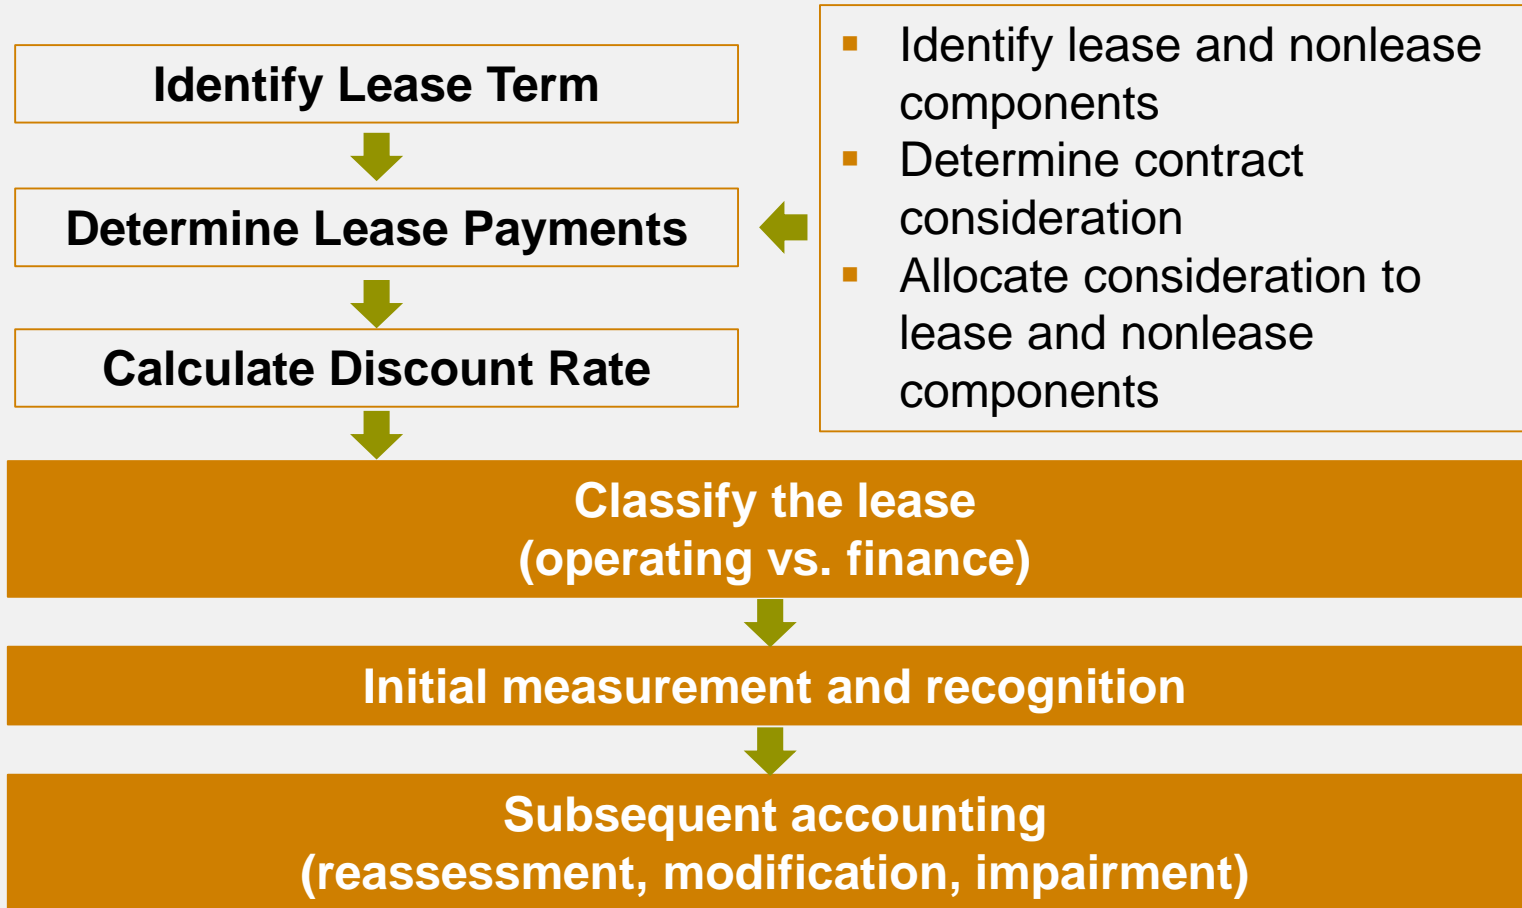 Identify Lease Term
Determine Lease Payments
Calculate Discount Rate
Identify lease and nonlease
components
Determine contract
consideration
Allocate consideration to
lease and nonlease
components
Classify the lease
(operating vs. finance)
Initial measurement and recognition
Subsequent accounting
(reassessment, modification, impairment)